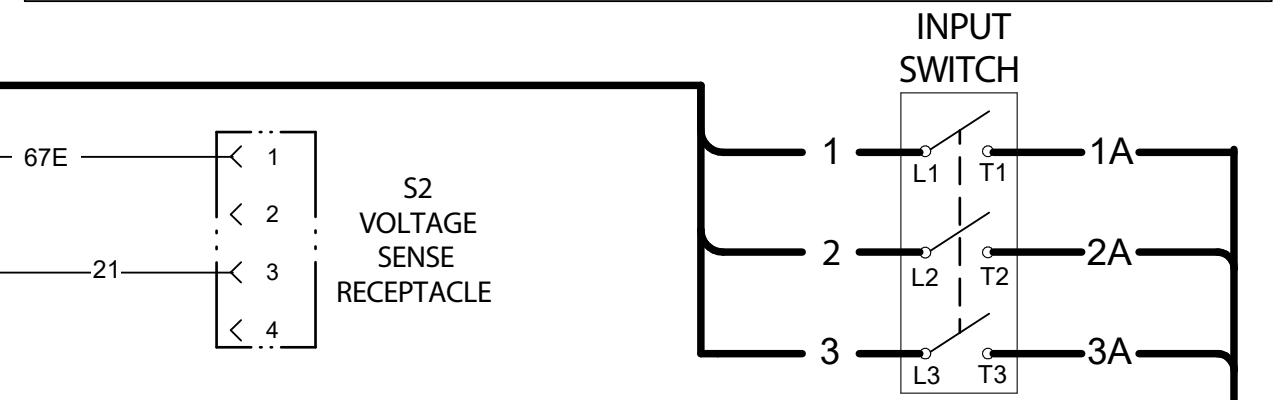 INPUT
SWITCH
1
L1
T1
1A
67E
1
S2
VOLTAGE
SENSE
RECEPTACLE
2
2
L2
T2
2A
21
3
4
3
L3
T3
3A